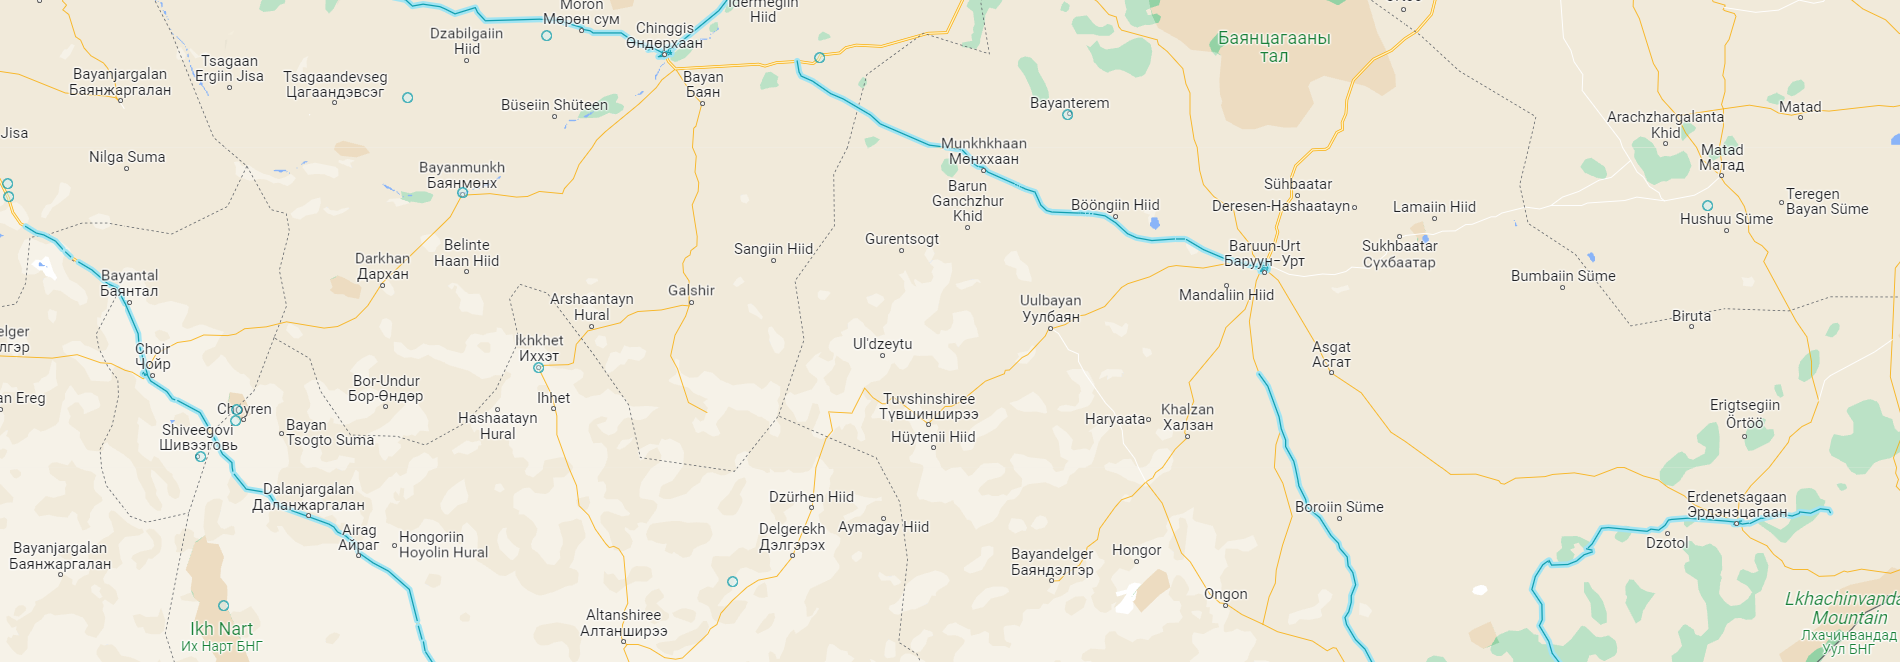 Moron
Мөрөн сум
Idermegiin
Hiid
Chinggis
Өндөрхаан
Dzabilgaiin
Hiid
Баянцагааны
тал
Tsagaan
Ergiin Jisa
Bayanjargalan
Баянжаргалан
Tsagaandevseg
Цагаандэвсэг
Bayan
Баян
Büseiin Shüteen
Bayanterem
Matad
Arachzhargalanta
Khid
Jisa
Munkhkhaan
Мөнххаан
Matad
Матад
Nilga Suma
Bayanmunkh
Баянмөнх
Barun
Ganchzhur
Khid
Sühbaatar
Deresen-Hashaatayn
Bööngiin Hiid
Lamaiin Hiid
Teregen
Bayan Süme
Hushuu Süme
Gurentsogt
Sangiin Hiid
Belinte
Haan Hiid
Baruun-Urt
Баруун-Урт
Sukhbaatar
Сүхбаатар
Darkhan
Дархан
Bayantal
Баянтал
Bumbaiin Süme
Galshir
Mandaliin Hiid
Arshaantayn
Hural
Uulbayan
Уулбаян
Biruta
elger
лгэр
Ikhkhet
Иххэт
Ul'dzeytu
Choir
Чойр
Asgat
Асгат
Bor-Undur
Бор-Өндөр
an Ereg
Ihhet
Tuvshinshiree
Түвшинширээ
Choyren
Erigtsegiin
Örtöö
Khalzan
Халзан
Haryaata
Hashaatayn
Hural
Bayan
Tsogto Suma
Shiveegovi
Шивээговь
Hüytenii Hiid
Dalanjargalan
Даланжаргалан
Dzürhen Hiid
Erdenetsagaan
Эрдэнэцагаан
Boroiin Süme
Airag
Айраг
Hongoriin
Hoyolin Hural
Delgerekh
Дэлгэрэх
Aymagay Hiid
Dzotol
Bayanjargalan
Баянжаргалан
Bayandelger
Баяндэлгэр
Hongor
Ongon
Lkhachinvanda
Mountain
Лхачинвандад
Уул БНГ
Altanshiree
Алтанширээ
Ikh Nart
Их Нарт БНГ